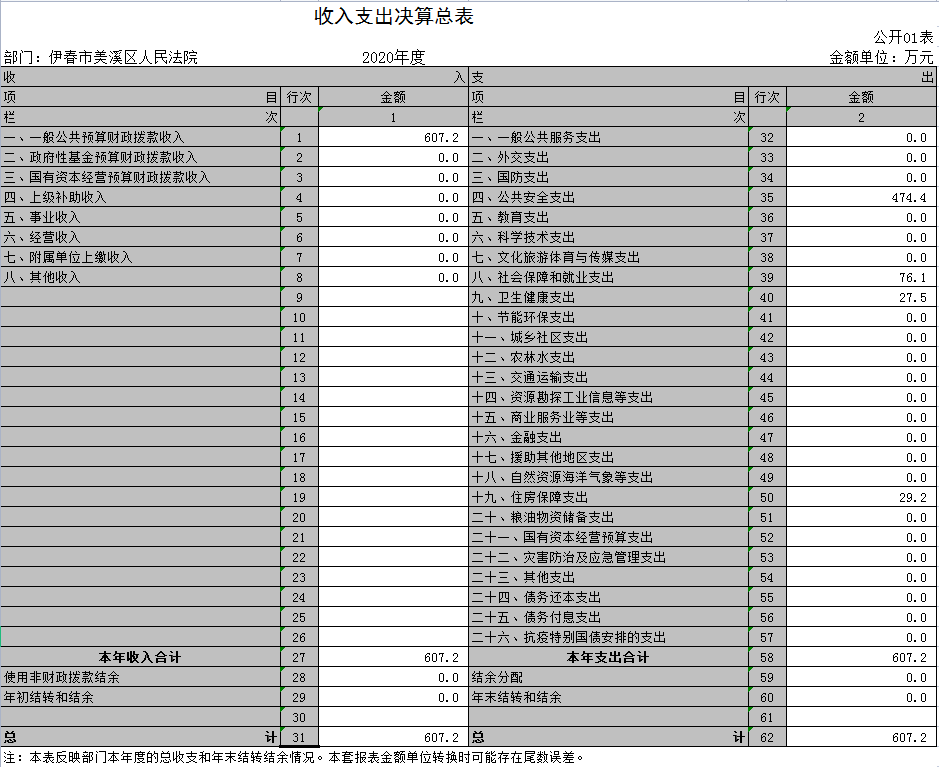 收入支出决算总表
公开01表
部门：伊春市美溪区人民法院 2020年度 金额单位：万元
收 入 支 出
项 目 行次 金额 项 目 行次 金额
栏 次 1 栏 次 2
一、一般公共预算财政拨款收入 1 607.2 一、一般公共服务支出 32 0.0
二、政府性基金预算财政拨款收入 2 0.0 二、外交支出 33 0.0
三、国有资本经营预算财政拨款收入 3 0.0 三、国防支出 34 0.0
四、上级补助收入 4 0.0 四、公共安全支出 35 474.4
五、事业收入 5 0.0 五、教育支出 36 0.0
六、经营收入 6 0.0 六、科学技术支出 37 0.0
七、附属单位上缴收入 7 0.0 七、文化旅游体育与传媒支出 38 0.0
八、其他收入 8 0.0 八、社会保障和就业支出 39 76.1
9 九、卫生健康支出 40 27.5
10 十、节能环保支出 41 0.0
11 十一、城乡社区支出 42 0.0
12 十二、农林水支出 43 0.0
13 十三、交通运输支出 44 0.0
14 十四、资源勘探工业信息等支出 45 0.0
15 十五、商业服务业等支出 46 0.0
16 十六、金融支出 47 0.0
17 十七、援助其他地区支出 48 0.0
18 十八、自然资源海洋气象等支出 49 0.0
19 十九、住房保障支出 50 29.2
20 二十、粮油物资储备支出 51 0.0
21 二十一、国有资本经营预算支出 52 0.0
22 二十二、灾害防治及应急管理支出 53 0.0
23 二十三、其他支出 54 0.0
24 二十四、债务还本支出 55 0.0
25 二十五、债务付息支出 56 0.0
26 二十六、抗疫特别国债安排的支出 57 0.0
本年收入合计 27 607.2 本年支出合计 58 607.2
使用非财政拨款结余 28 0.0 结余分配 59 0.0
年初结转和结余 29 0.0 年末结转和结余 60 0.0
30 61
总 计 31 607.2 总 计 62 607.2
注：本表反映部门本年度的总收支和年末结转结余情况。本套报表金额单位转换时可能存在尾数误差。